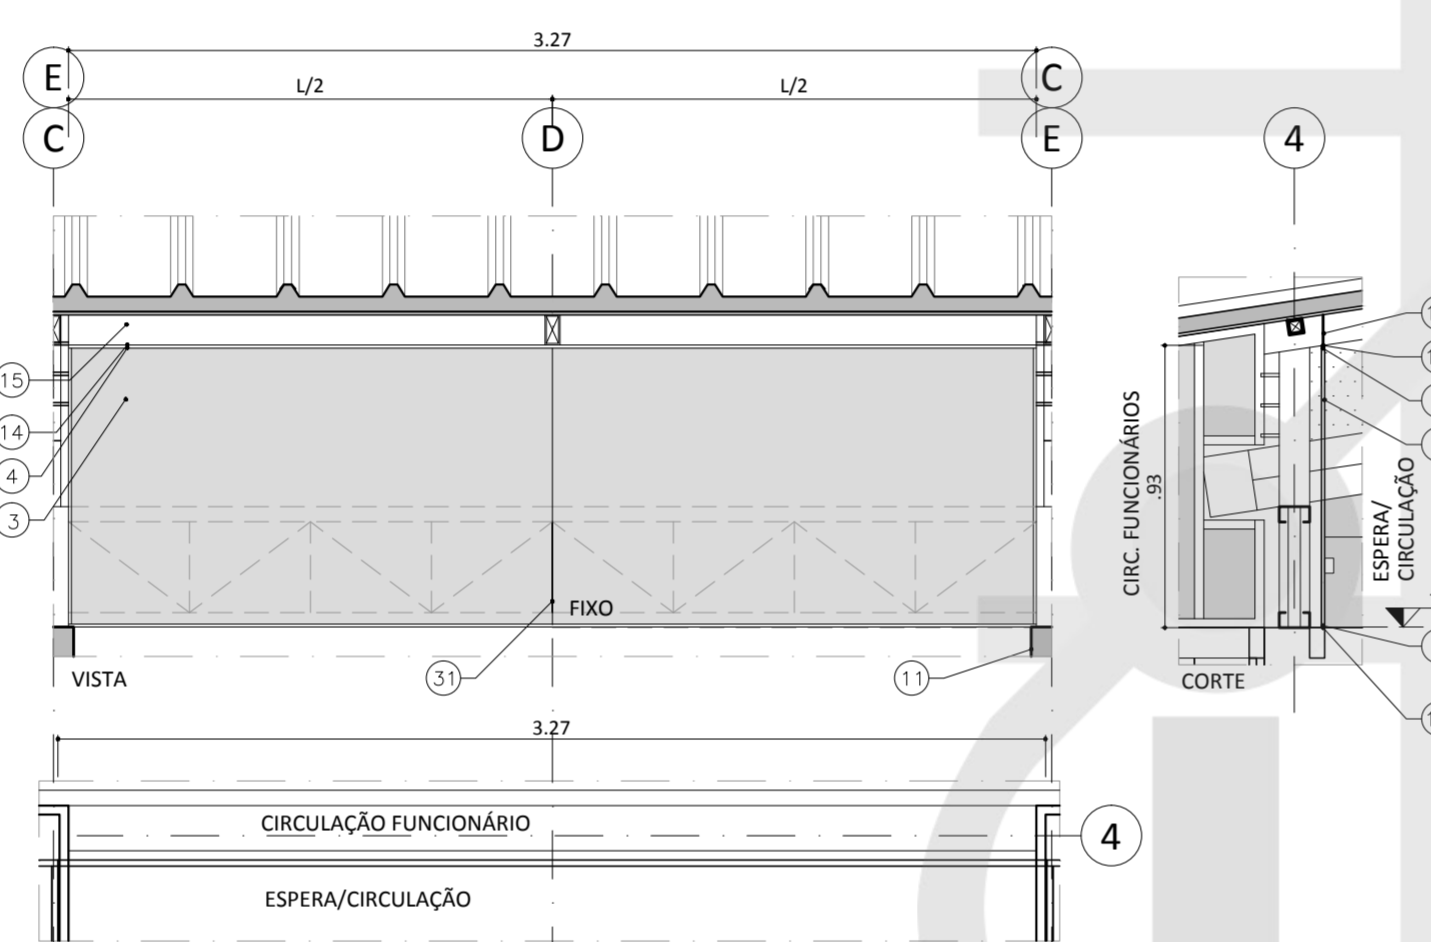 3.27
E
C
L/2
L/2
C
D
E
4
15
14
4
3
CIRC. FUNCIONÁRIOS
.93
ESPERA/
CIRCULAÇÃO
FIXO
VISTA
31
11
CORTE
3.27
CIRCULAÇÃO FUNCIONÁRIO
4
ESPERA/CIRCULAÇÃO